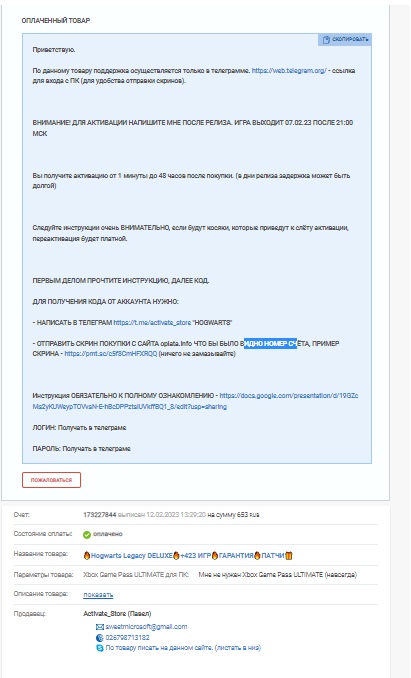 ОПЛАЧЕННЫЙ ТОВАР
СКОПИРОВАТЬ
Приветствую.
По данному товару поддержка осуществляется только в телеграмме. https://web.telegram.org/ - ссылка
для входа с ПК (для удобства отправки скринов).
ВНИМАНИЕ! ДЛЯ АКТИВАЦИИ НАПИШИТЕ МНЕ ПОСЛЕ РЕЛИЗА. ИГРА ВЫХОДИТ 07.02.23 ПОСЛЕ 21:00
МСК
Вы получите активацию от 1 минуты до 48 часов после покупки. (в дни релиза задержка может быть
долгой)
Следуйте инструкции очень ВНИМАТЕЛЬНО, если будут косяки, которые приведут к слёту активации,
переактивация будет платной.
ПЕРВЫМ ДЕЛОМ ПРОЧТИТЕ ИНСТРУКЦИЮ, ДАЛЕЕ КОД.
ДЛЯ ПОЛУЧЕНИЯ КОДА ОТ АККАУНТА НУЖНО:
- НАПИСАТЬ В ТЕЛЕГРАМ https://t.me/activate_store "HOGWARTS"
- ОТПРАВИТЬ СКРИН ПОКУПКИ С САЙТА oplata.info ЧТО БЫ БЫЛО ВИДНО НОМЕР СЧЁТА, ПРИМЕР
СКРИНА - https://prnt.sc/c5f8CmHFXRQQ (ничего не замазывайте)
Инструкция ОБЯЗАТЕЛЬНО К ПОЛНОМУ ОЗНАКОМЛЕНИЮ - https://docs.google.com/presentation/d/
ЛОГИН: Получать в телеграме
ПАРОЛЬ: Получать в телеграме
ПОЖАЛОВАТЬСЯ
Счет: 173227844 выписан 12.02.2023 13:29:20 на сумму 653 RUB
Состояние оплаты: оплачено
Название товара: 🔥Hogwarts Legacy DELUXE🔥+423 ИГР🔥ГАРАНТИЯ🔥ПАТЧИ🎁
Параметры товара: Xbox Game Pass ULTIMATE для ПК: Мне не нужен Xbox Game Pass ULTIMATE (навсегда)
Описание товара: показать
Продавец: Activate_Store (Павел)
sweetmicrosoft@gmail.com
026798713182
По товару писать на данном сайте. (листать в низ)